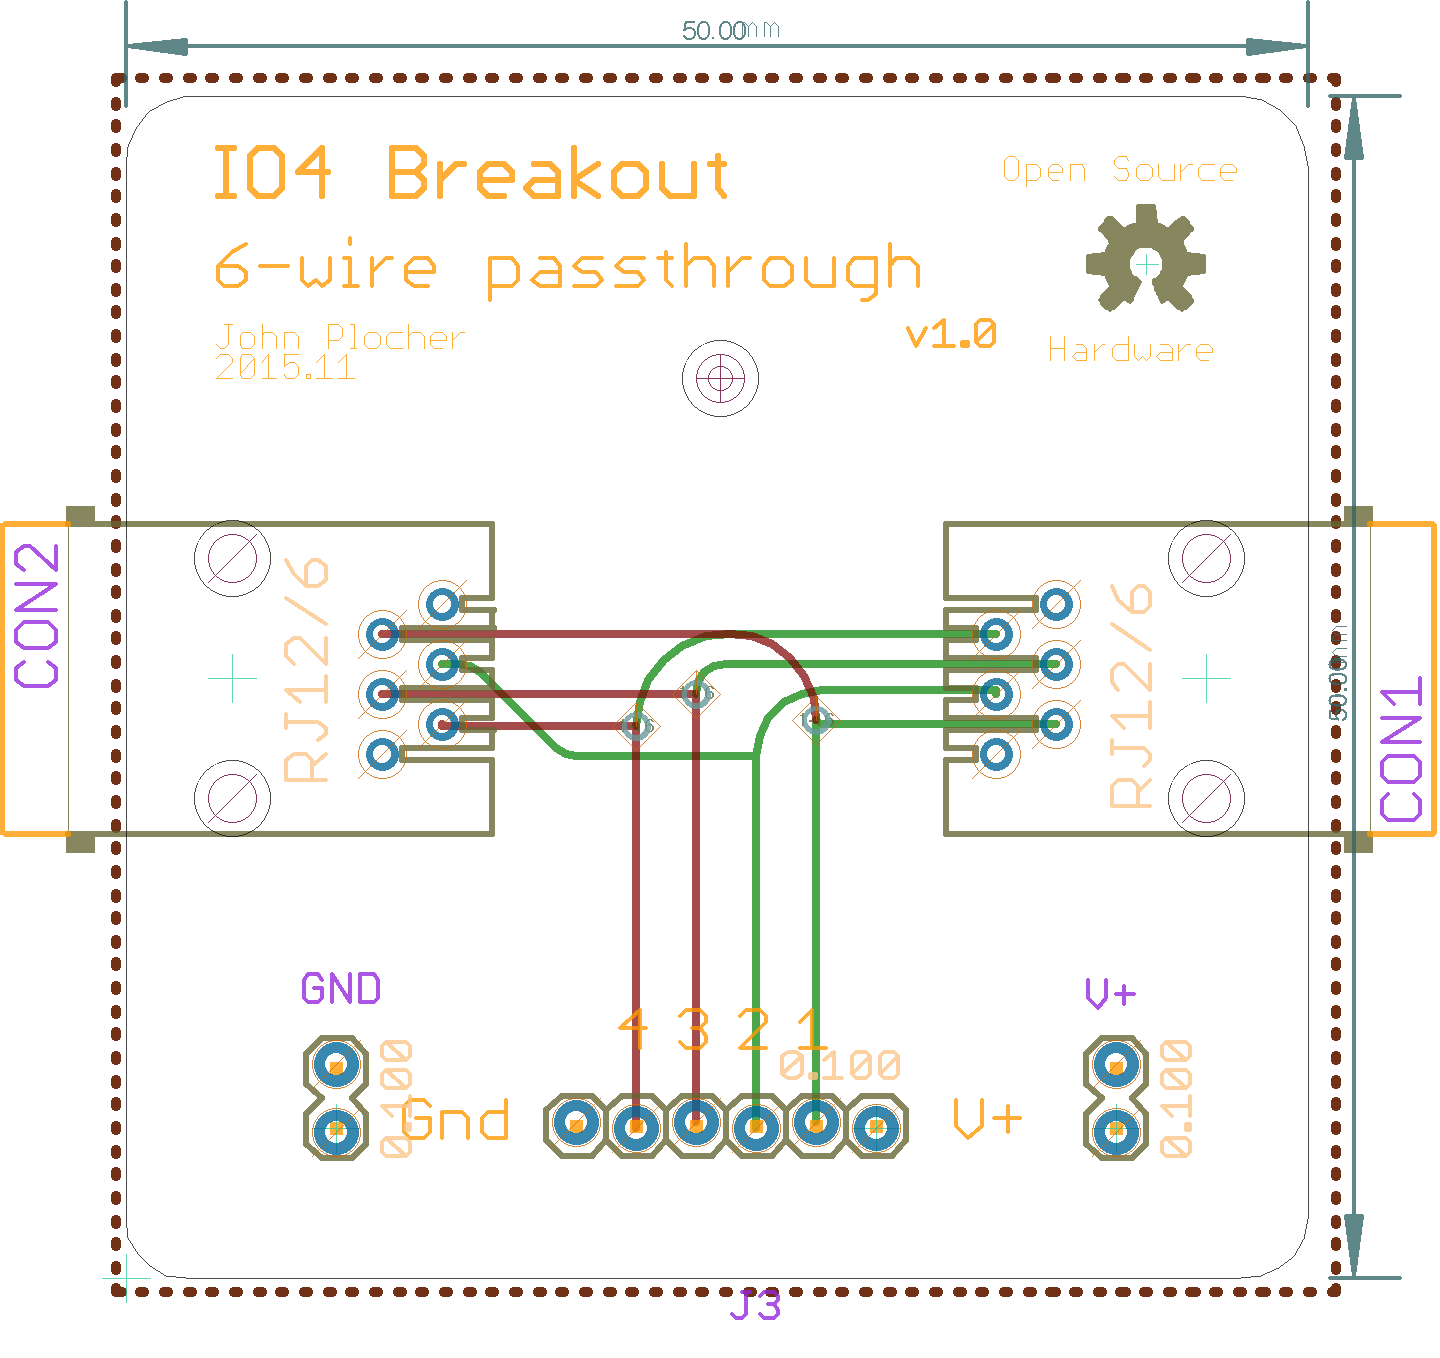 50.00mm
IO4 Breakout
Open Source
6-wire passthrough
v1.0
John Plocher
2015.11
Hardware
CON2
RJ12/6
RJ12/6
50.00mm
CON1
GND
V+
4 3 2 1
0.100
0.100
0.100
Gnd
V+
J3